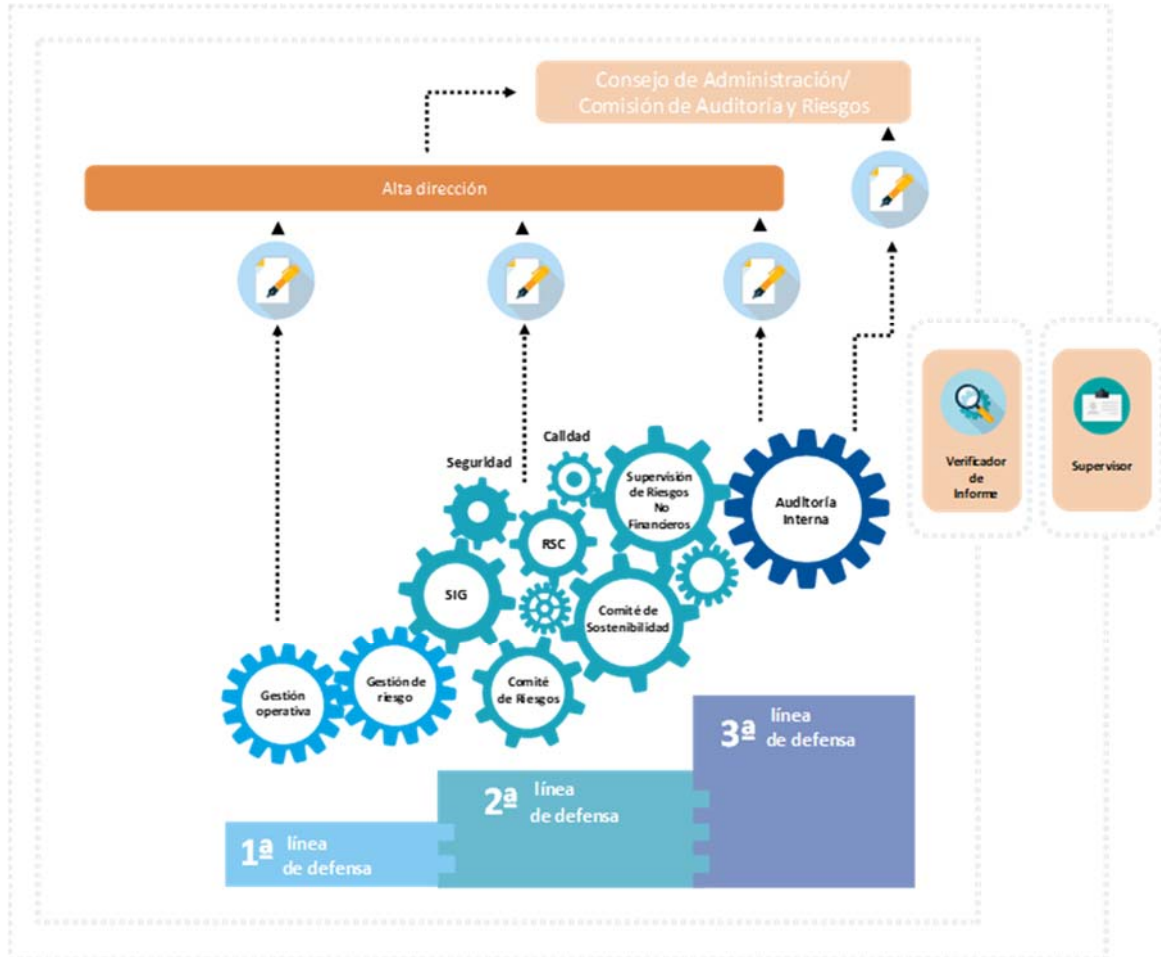 Consejo de Administración/
Comisión de Auditoría y Riesgos
Alta dirección
Verificador
de
Informe
Supervisor
Calidad
Seguridad
Supervisión
de Riesgos
No
Financieros
Auditoría
Interna
RSC
SIG
Comité de
Sostenibilidad
Gestión de
riesgo
Comité
de Riesgos
Gestión
operativa
3ª línea
de defensa
2ª línea
de defensa
1ª línea
de defensa